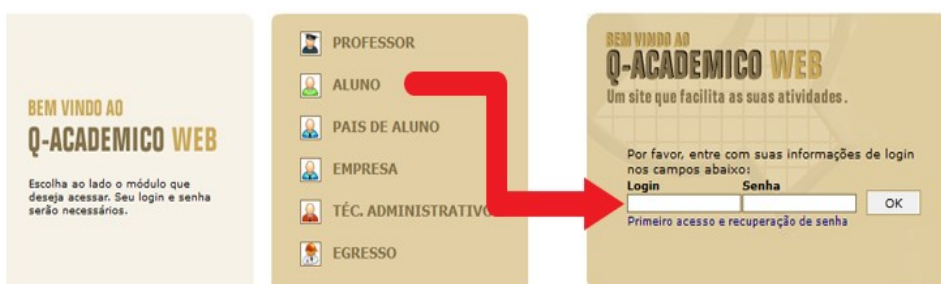 BEM VINDO AO
Q-ACADEMICO WEB
Escolha ao lado o módulo que
deseja acessar. Seu login e senha
serão necessários.
PROFESSOR
ALUNO
PAIS DE ALUNO
EMPRESA
TÉC. ADMINISTRATIVO
EGRESSO
BEM VINDO AO
Q-ACADEMICO WEB
Um site que facilita as suas atividades.
Por favor, entre com suas informações de login
nos campos abaixo:
Login Senha
OK
Primeiro acesso e recuperação de senha